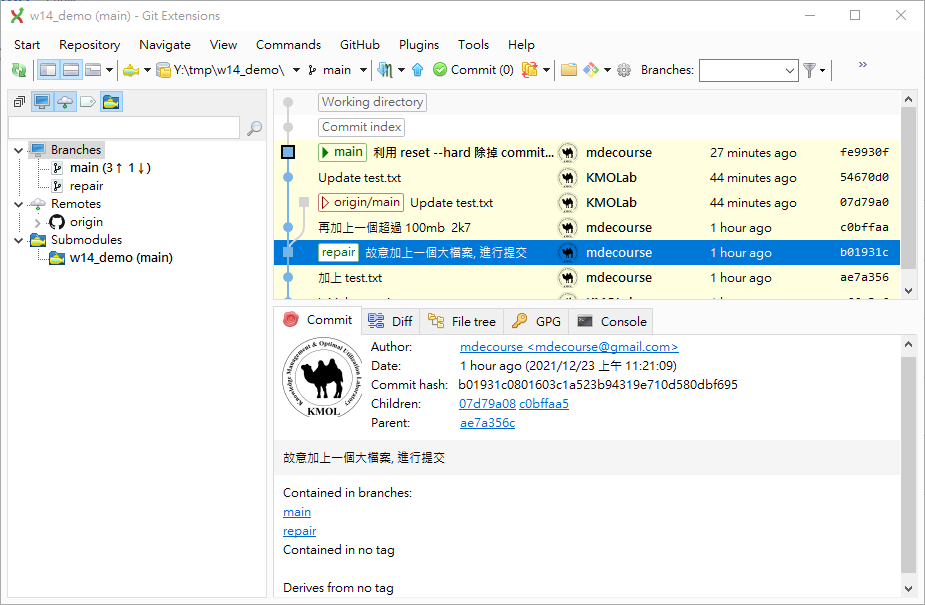 w14_demo (main) - Git Extensions
Start Repository Navigate View Commands GitHub Plugins Tools Help
Y:\tmp\w14_demo\ main Commit (0) Branches: »
Working directory
Commit index
main 利用 reset --hard 除掉 commit... mdecourse 27 minutes ago fe9930f
Update test.txt KMOLab 44 minutes ago 54670d0
origin/main Update test.txt KMOLab 44 minutes ago 07d79a0
再加上一個超過 100mb 2k7 mdecourse 1 hour ago c0bffaa
repair 故意加上一個大檔案, 進行提交 mdecourse 1 hour ago b01931c
加上 test.txt mdecourse 1 hour ago ae7a356
Branches
main (3↑ 1↓)
repair
Remotes
origin
Submodules
w14_demo (main)
Commit Diff File tree GPG Console
Knowledge Management & Optimal Utilization Laboratory
KMOL
Author: mdecourse <mdecourse@gmail.com>
Date: 1 hour ago (2021/12/23 上午 11:21:09)
Commit hash: b01931c0801603c1a523b94319e710d580dbf695
Children: 07d79a08 c0bffaa5
Parent: ae7a356c
故意加上一個大檔案, 進行提交
Contained in branches:
main
repair
Contained in no tag
Derives from no tag